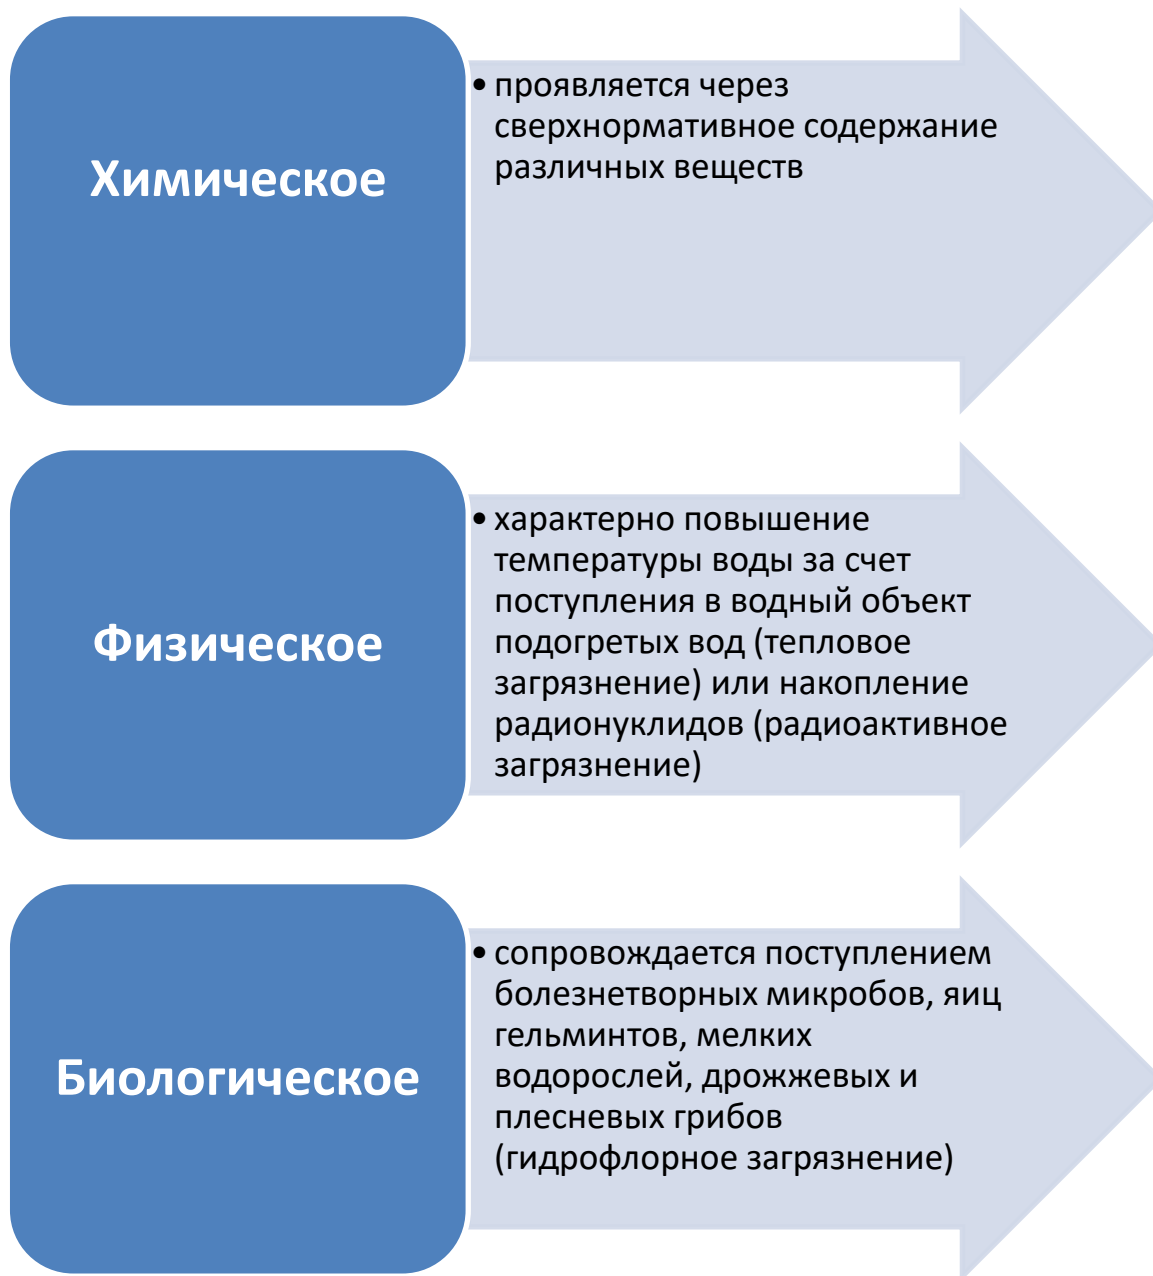 Химическое
• проявляется через
сверхнормативное содержание
различных веществ
Физическое
• характерно повышение
температуры воды за счет
поступления в водный объект
подогретых вод (тепловое
загрязнение) или накопление
радионуклидов (радиоактивное
загрязнение)
Биологическое
• сопровождается поступлением
болезнетворных микробов, яиц
гельминтов, мелких
водорослей, дрожжевых и
плесневых грибов
(гидрофлорное загрязнение)